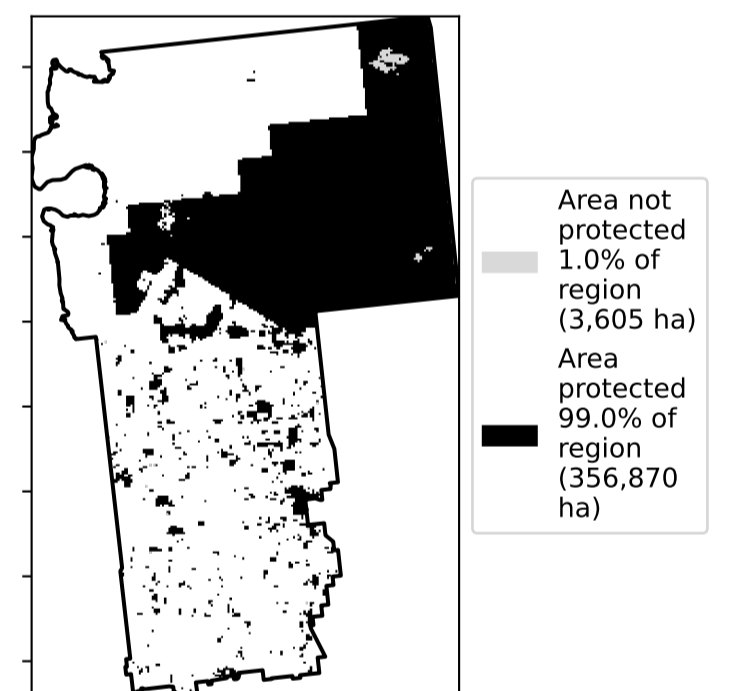 Area not
protected
1.0% of
region
(3,605 ha)
Area
protected
99.0% of
region
(356,870
ha)